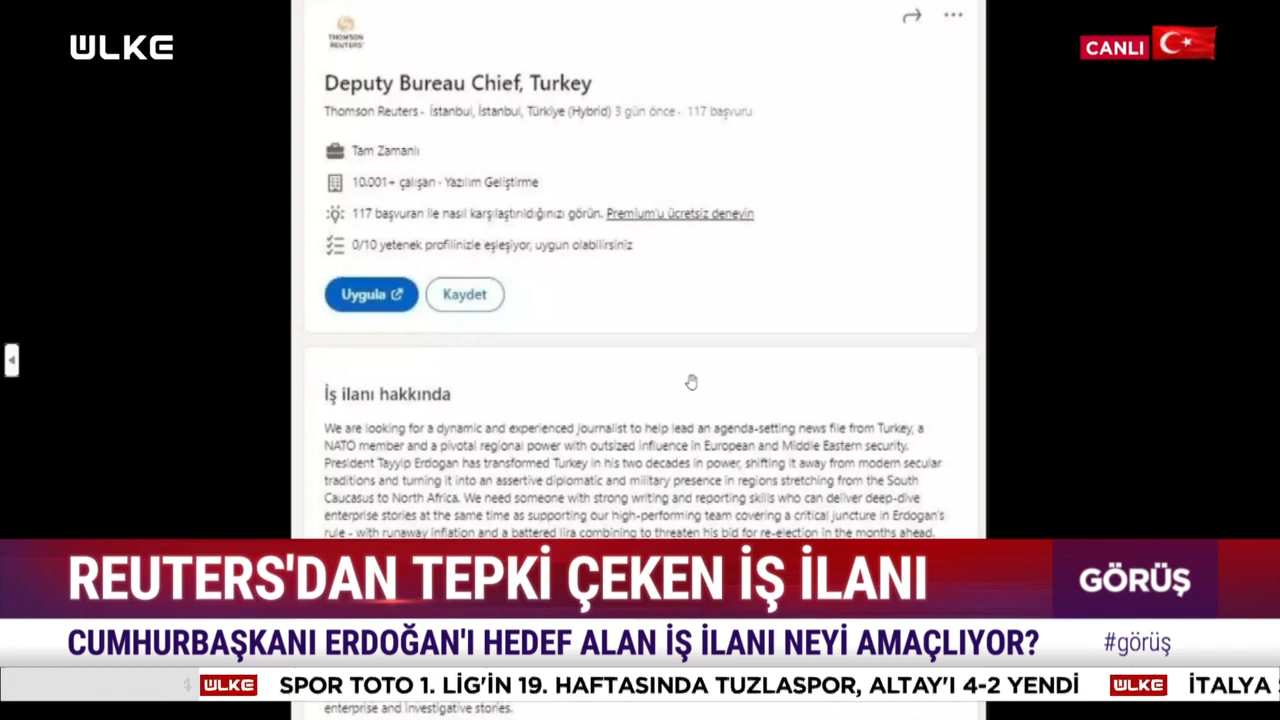 ÜLKE
CANLI
THOMSON
REUTERS
Deputy Bureau Chief, Turkey
Thomson Reuters - İstanbul, İstanbul, Türkiye (Hybrid) 3 gün önce - 117 başvuru
Tam Zamanlı
10.001+ çalışan - Yazılım Geliştirme
117 başvuran ile nasıl karşılaştırıldığınızı görün. Premium'u ücretsiz deneyin
0/10 yetenek profilinizle eşleşiyor, uygun olabilirsiniz
Uygula
Kaydet
İş ilanı hakkında
We are looking for a dynamic and experienced journalist to help lead an agenda-setting news file from Turkey, a
NATO member and a pivotal regional power with outsized influence in European and Middle Eastern security.
President Tayyip Erdogan has transformed Turkey in his two decades in power, shifting it away from modern secular
traditions and turning it into an assertive diplomatic and military presence in regions stretching from the South
Caucasus to North Africa. We need someone with strong writing and reporting skills who can deliver deep-dive
enterprise stories at the same time as supporting our high-performing team covering a critical juncture in Erdogan's
rule - with runaway inflation and a battered lira combining to threaten his bid for re-election in the months ahead.
REUTERS'DAN TEPKİ ÇEKEN İŞ İLANI
GÖRÜŞ
CUMHURBAŞKANI ERDOĞAN'I HEDEF ALAN İŞ İLANI NEYİ AMAÇLIYOR?
#görüş
ÜLKE SPOR TOTO 1. LİG'İN 19. HAFTASINDA TUZLASPOR, ALTAY'I 4-2 YENDİ ÜLKE İTALYA
enterprise and investigative stories.